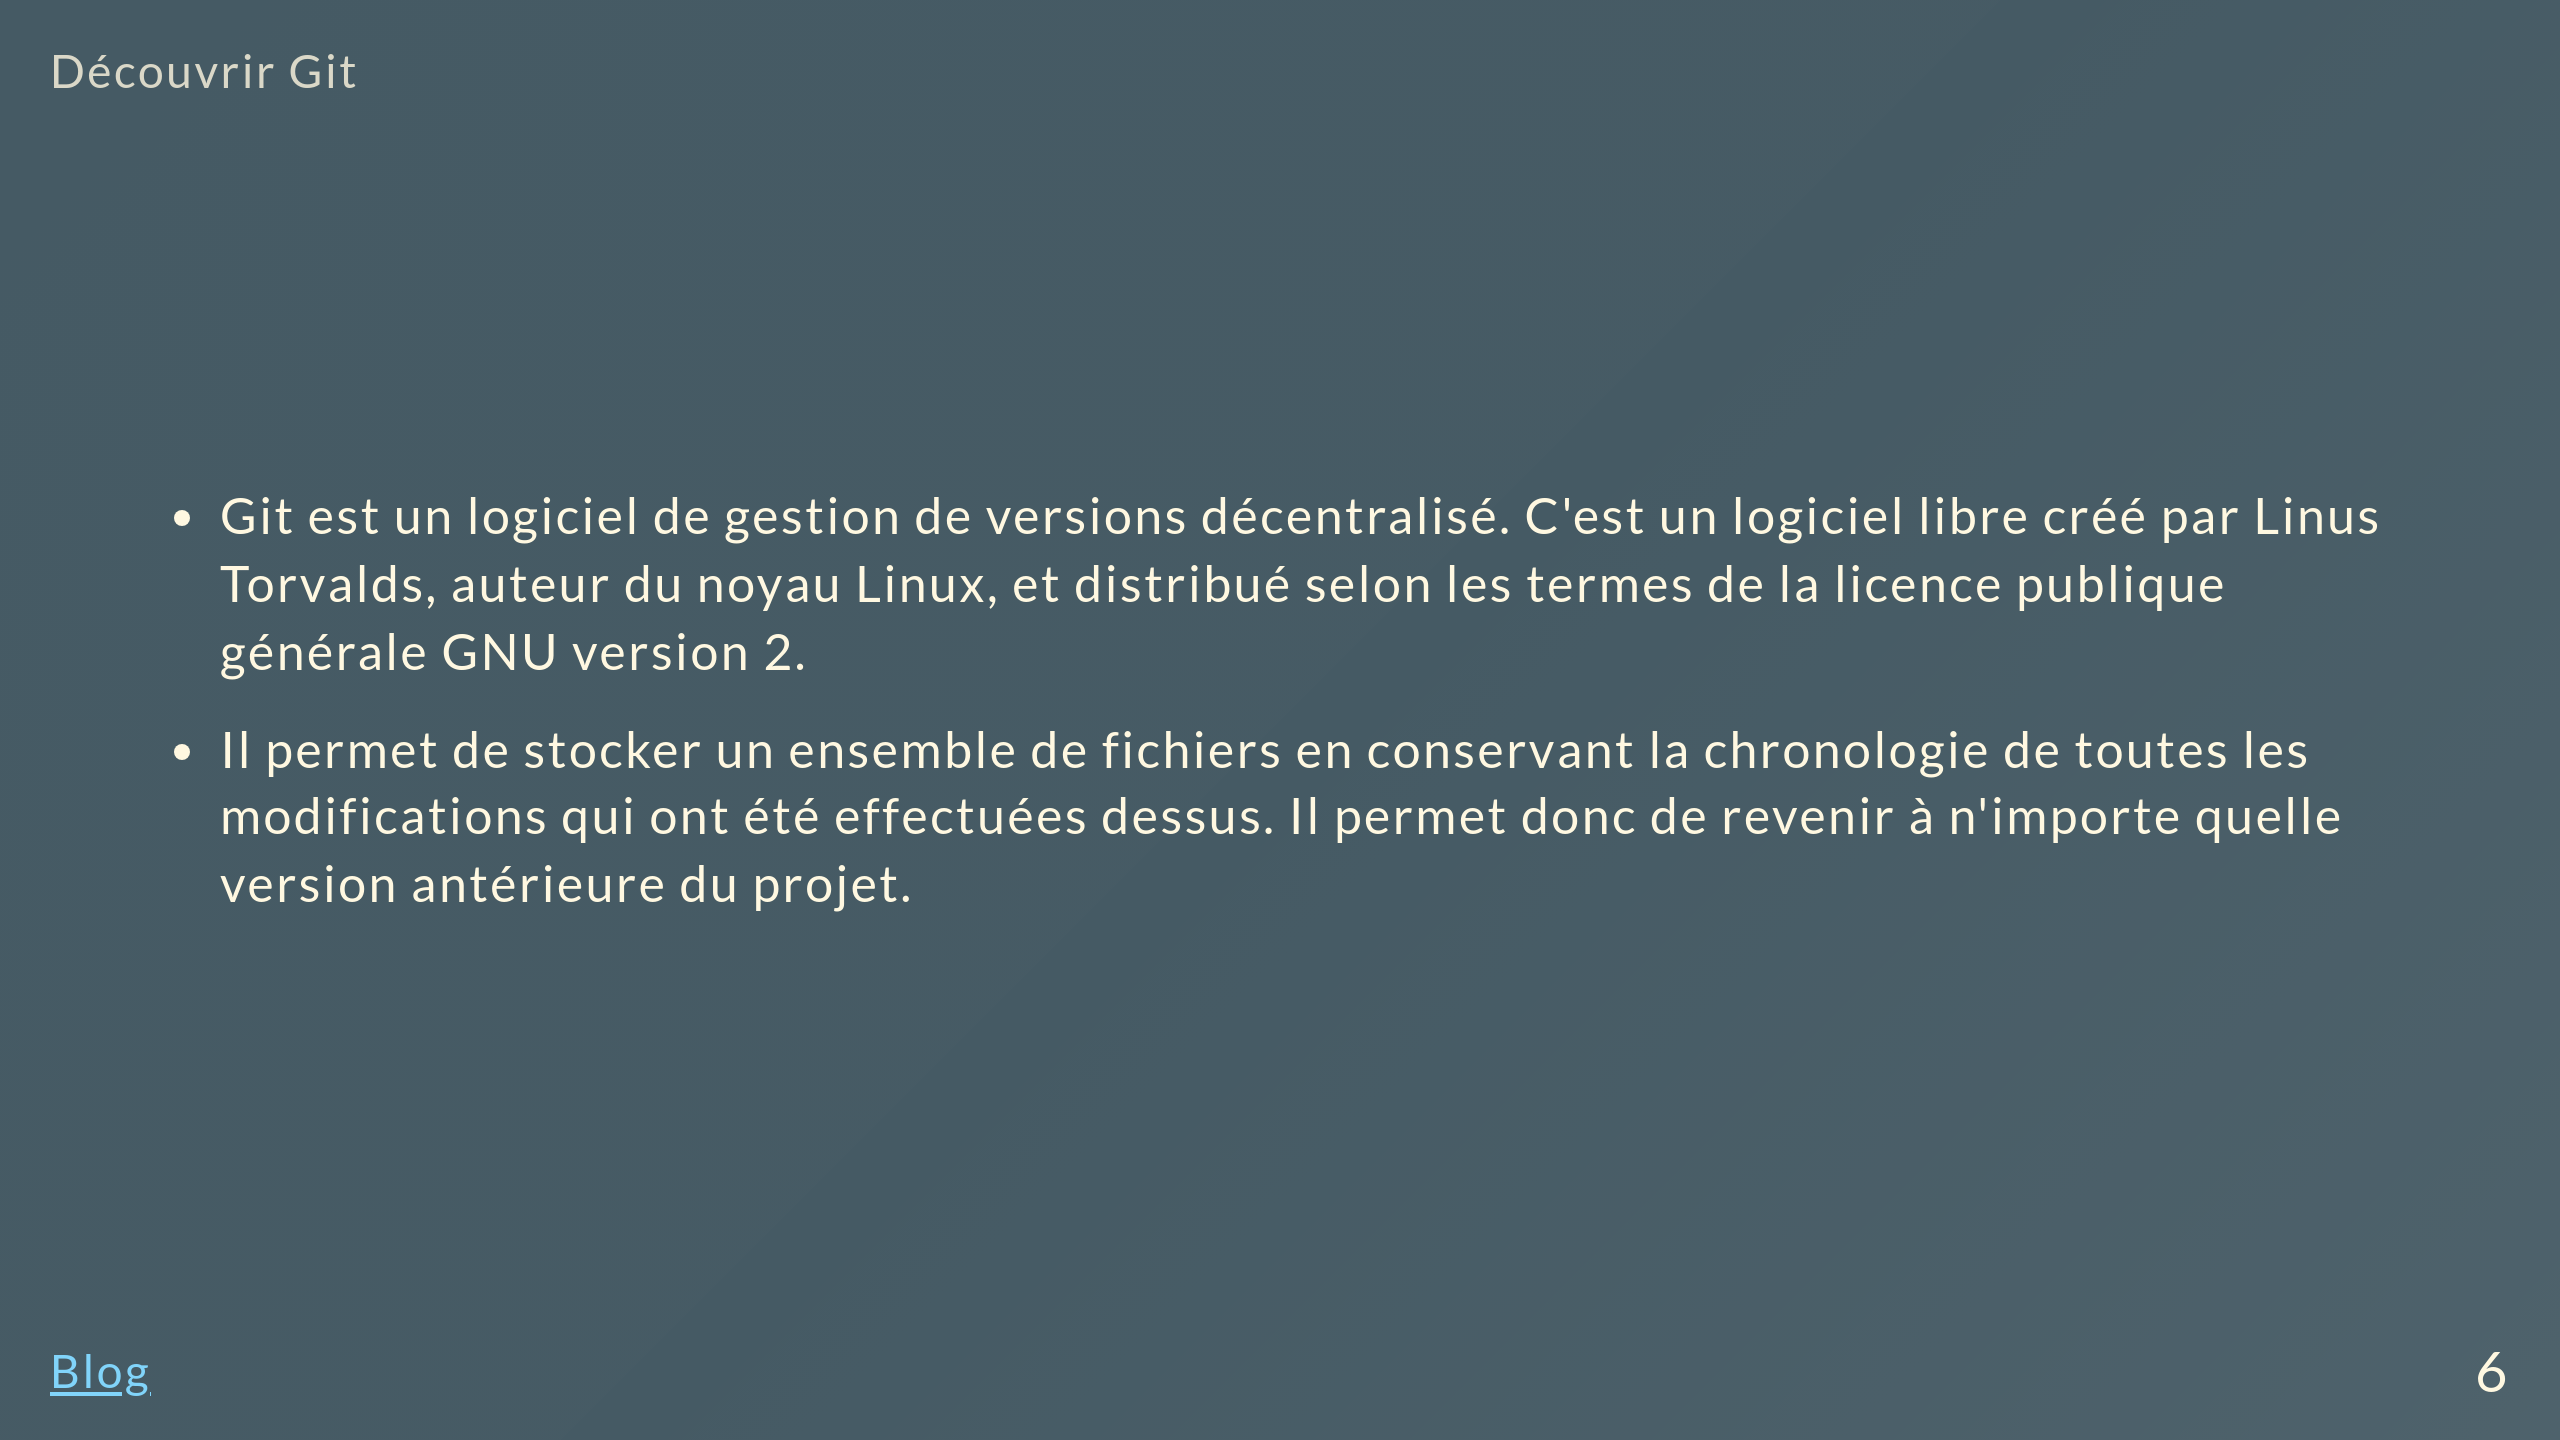 Découvrir Git
• Git est un logiciel de gestion de versions décentralisé. C'est un logiciel libre créé par Linus
Torvalds, auteur du noyau Linux, et distribué selon les termes de la licence publique
générale GNU version 2.
• Il permet de stocker un ensemble de fichiers en conservant la chronologie de toutes les
modifications qui ont été effectuées dessus. Il permet donc de revenir à n'importe quelle
version antérieure du projet.
Blog
6